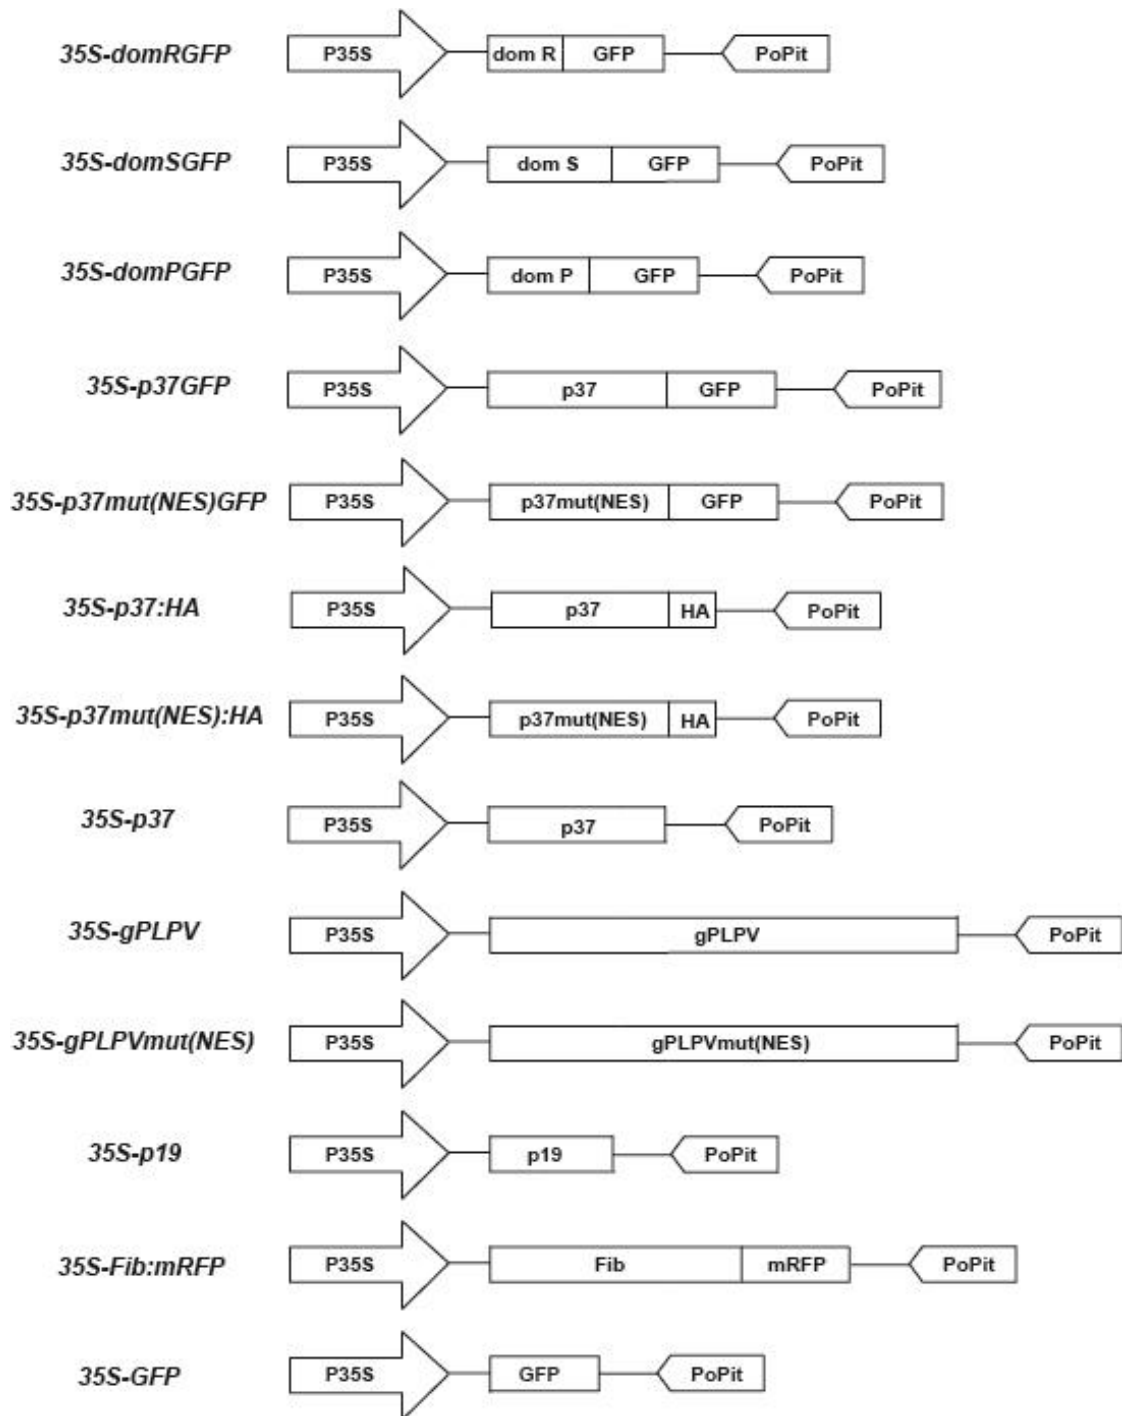 35S-domRGFP P35S dom R GFP PoPit
35S-domSGFP P35S dom S GFP PoPit
35S-domPGFP P35S dom P GFP PoPit
35S-p37GFP P35S p37 GFP PoPit
35S-p37mut(NES)GFP P35S p37mut(NES) GFP PoPit
35S-p37:HA P35S p37 HA PoPit
35S-p37mut(NES):HA P35S p37mut(NES) HA PoPit
35S-p37 P35S p37 PoPit
35S-gPLPV P35S gPLPV PoPit
35S-gPLPVmut(NES) P35S gPLPVmut(NES) PoPit
35S-p19 P35S p19 PoPit
35S-Fib:mRFP P35S Fib mRFP PoPit
35S-GFP P35S GFP PoPit